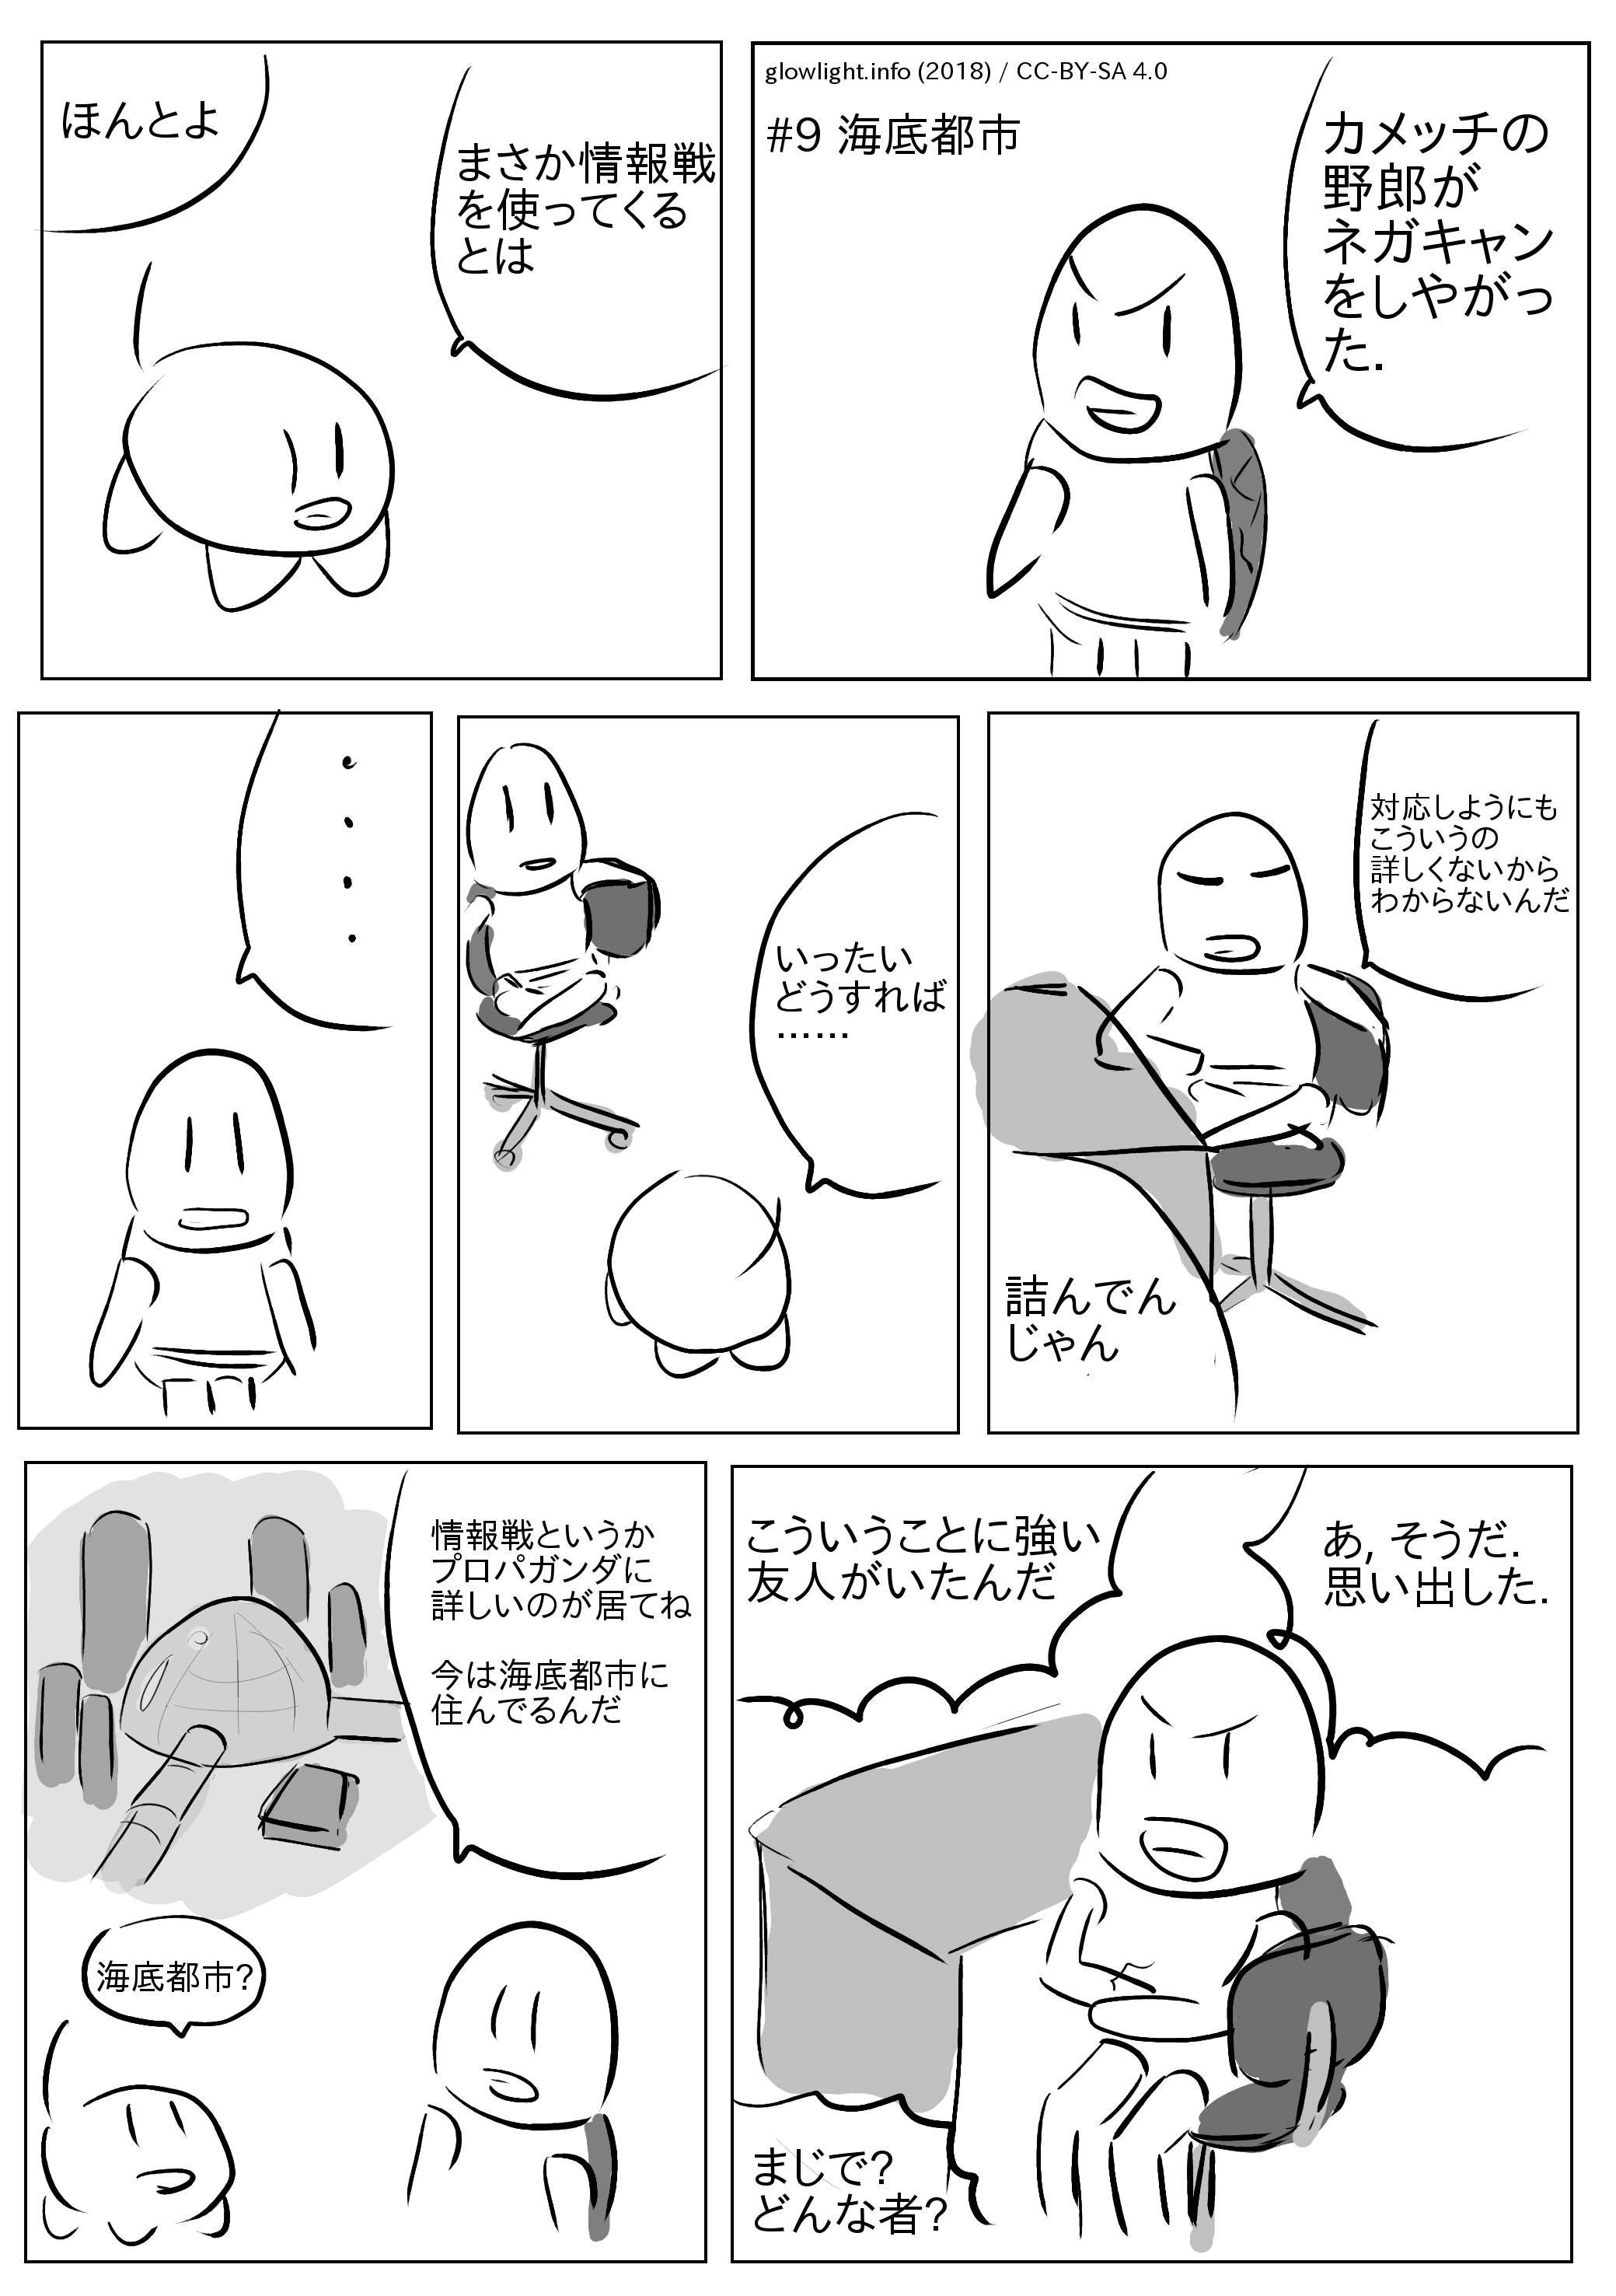 glowlight.info (2018) / CC-BY-SA 4.0
#9 海底都市
カメッチの
野郎が
ネガキャン
をしやがっ
た.
まさか情報戦
を使ってくる
とは
ほんとよ
対応しようにも
こういうの
詳しくないから
わからないんだ
詰んでん
じゃん
いったい
どうすれば
……
・・・・
あ, そうだ.
思い出した.
こういうことに強い
友人がいたんだ
まじで?
どんな者?
情報戦というか
プロパガンダに
詳しいのが居てね
今は海底都市に
住んでるんだ
海底都市?